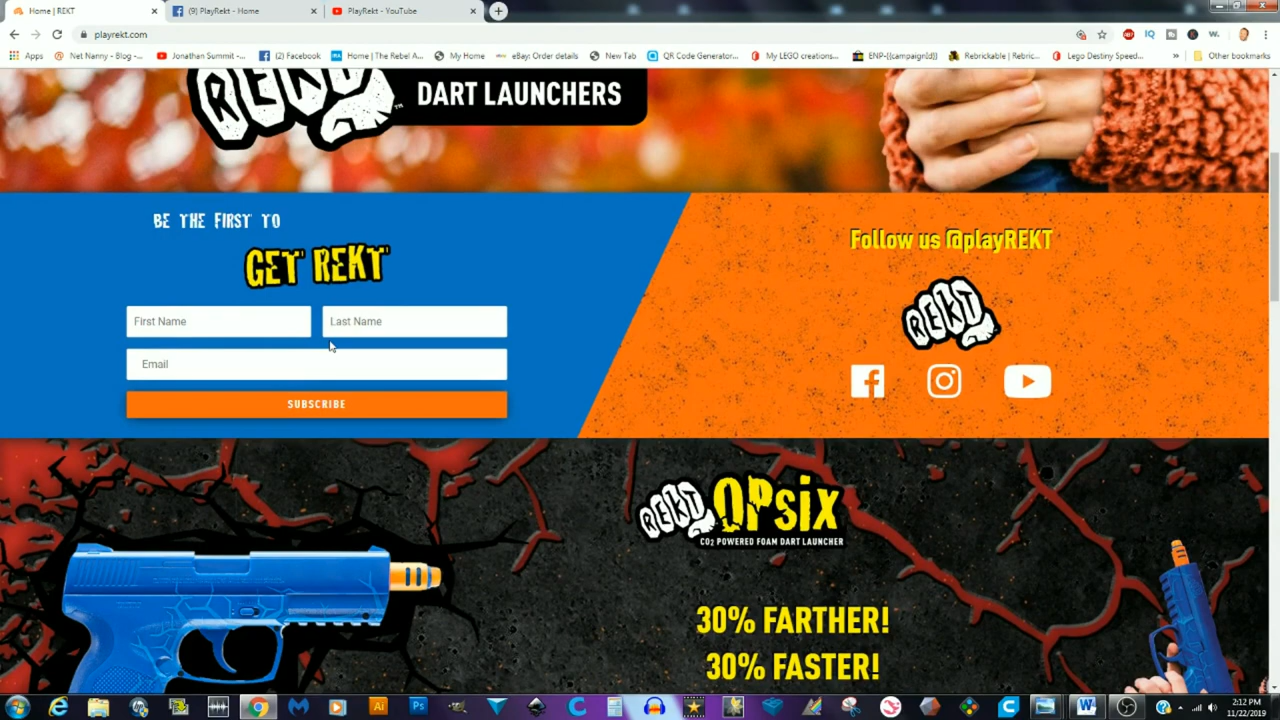 Home | REKT
(9) PlayRekt - Home
PlayRekt - YouTube
playrekt.com
Apps
Net Nanny - Blog -...
Jonathan Summit -...
(2) Facebook
Home | The Rebel A...
My Home
eBay: Order details
New Tab
QR Code Generator...
My LEGO creations...
ENP-{{campaignId}}
Rebrickable | Rebric...
Lego Destiny Speed...
»
Other bookmarks
REKT™
DART LAUNCHERS
BE THE FIRST TO
GET REKT
First Name
Last Name
Email
SUBSCRIBE
Follow us @playREKT
REKT
REKT OPsix
CO2 POWERED FOAM DART LAUNCHER
30% FARTHER!
30% FASTER!
2:12 PM
11/22/2019